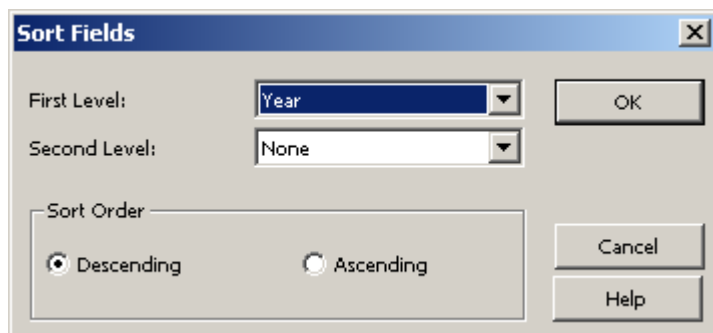 Sort Fields
First Level: Year OK
Second Level: None
Sort Order
Descending Ascending Cancel
Help